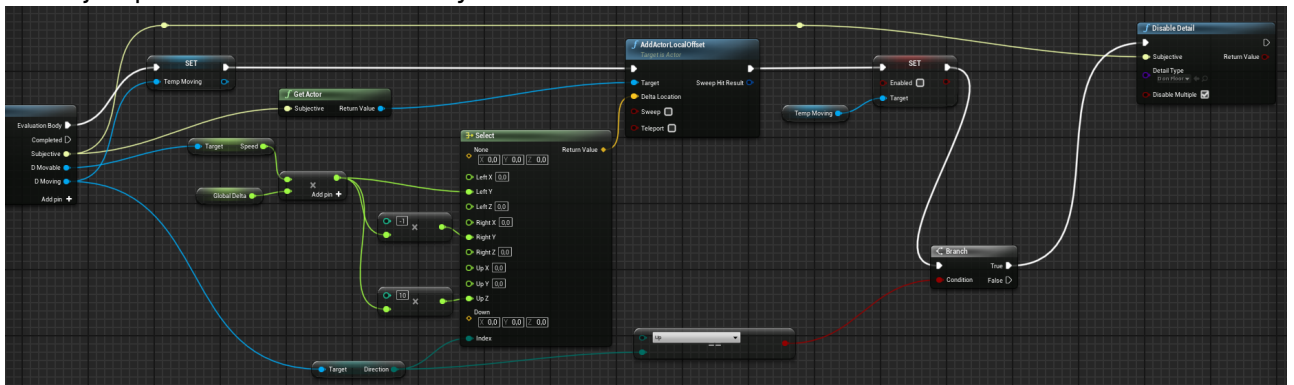 Evaluation Body
Completed
Subjective
D Movable
D Moving
Add pin +
SET
Temp Moving
Get Actor
Subjective Return Value
Target Speed
Global Delta
×
Add pin +
-1 ×
10 ×
Target Direction
Select
None Return Value
X 0,0 Y 0,0 Z 0,0
Left X 0,0
Left Y
Left Z 0,0
Right X 0,0
Right Y
Right Z 0,0
Up X 0,0
Up Y 0,0
Up Z
Down
X 0,0 Y 0,0 Z 0,0
Index
AddActorLocalOffset
Target is Actor
Target Sweep Hit Result
Delta Location
Sweep
Teleport
Up ==
Temp Moving
SET
Enabled
Target
Branch
True
Condition False
Disable Detail
Subjective Return Value
Detail Type
Disable Multiple